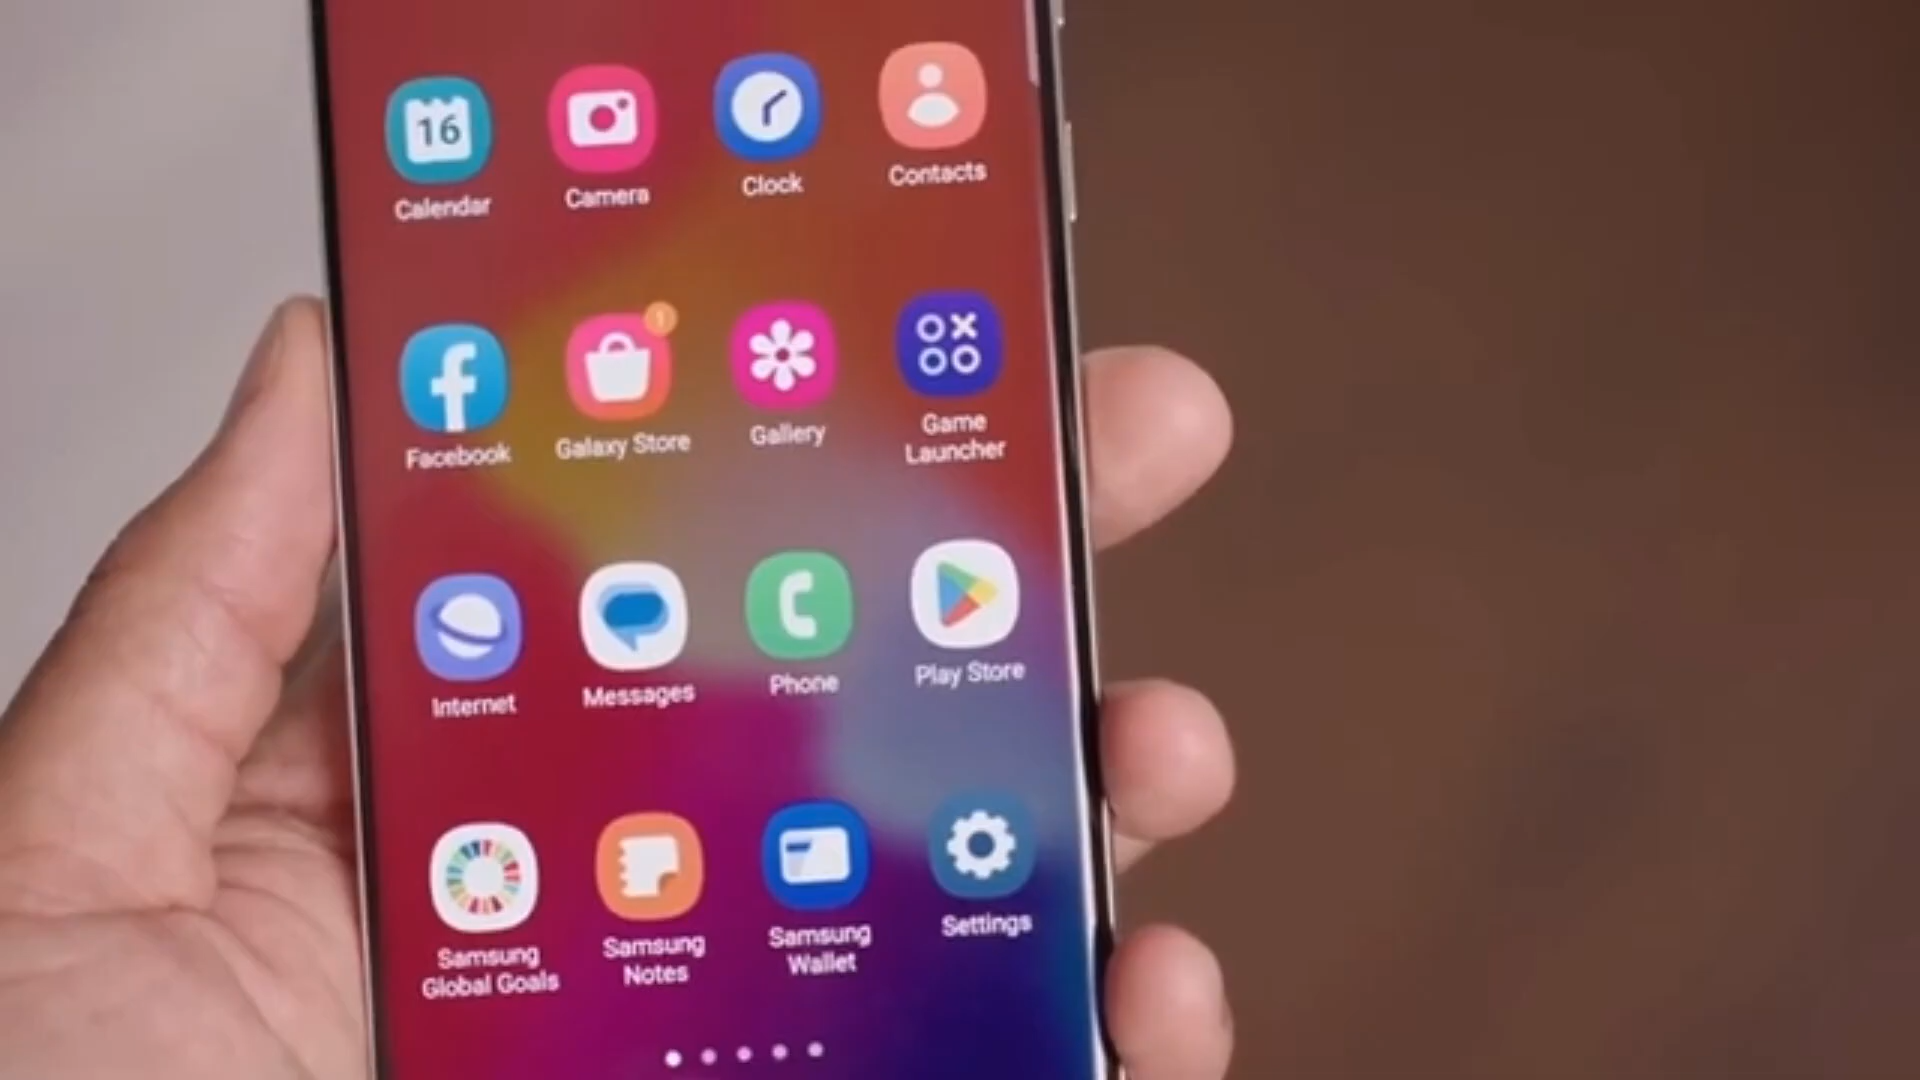 16
Calendar
Camera
Clock
Contacts
1
Facebook
Galaxy Store
Gallery
Game
Launcher
Internet
Messages
Phone
Play Store
Samsung
Global Goals
Samsung
Notes
Samsung
Wallet
Settings